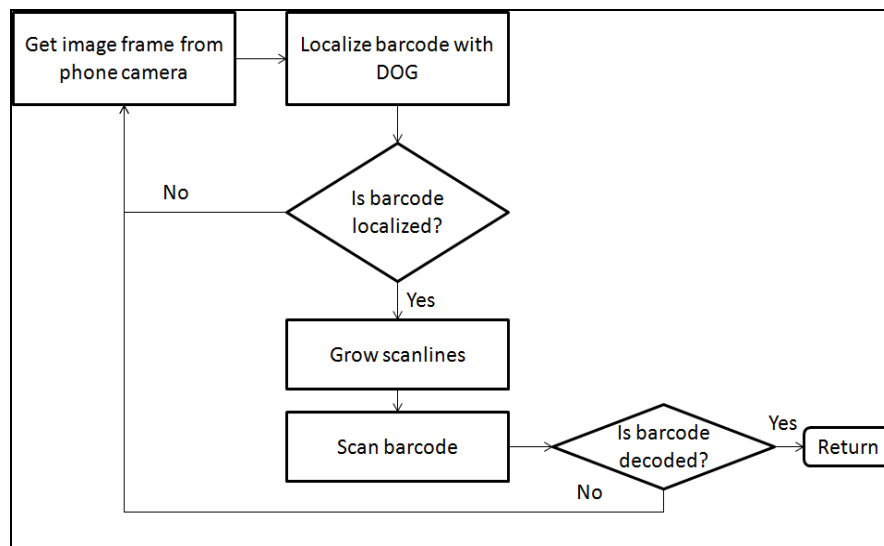 Get image frame from
phone camera
Localize barcode with
DOG
No
Is barcode
localized?
Yes
Grow scanlines
Scan barcode
Is barcode
decoded?
Yes
Return
No